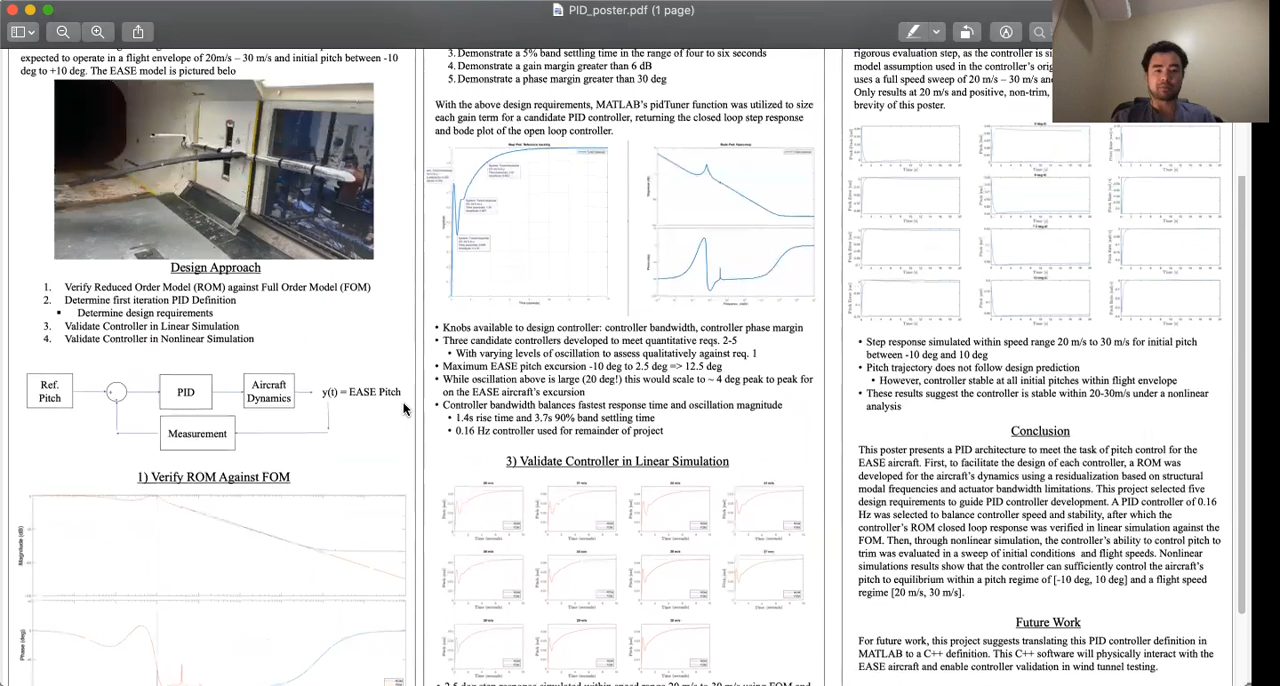 PID_poster.pdf (1 page)
expected to operate in a flight envelope of 20m/s – 30 m/s and initial pitch between -10
deg to +10 deg. The EASE model is pictured belo
Design Approach
1. Verify Reduced Order Model (ROM) against Full Order Model (FOM)
2. Determine first iteration PID Definition
▪ Determine design requirements
3. Validate Controller in Linear Simulation
4. Validate Controller in Nonlinear Simulation
Ref.
Pitch
PID
Aircraft
Dynamics
y(t) = EASE Pitch
Measurement
1) Verify ROM Against FOM
Magnitude (dB)
Phase (deg)
3. Demonstrate a 5% band settling time in the range of four to six seconds
4. Demonstrate a gain margin greater than 6 dB
5. Demonstrate a phase margin greater than 30 deg
With the above design requirements, MATLAB's pidTuner function was utilized to size
each gain term for a candidate PID controller, returning the closed loop step response
and bode plot of the open loop controller.
• Knobs available to design controller: controller bandwidth, controller phase margin
• Three candidate controllers developed to meet quantitative reqs. 2-5
• With varying levels of oscillation to assess qualitatively against req. 1
• Maximum EASE pitch excursion -10 deg to 2.5 deg => 12.5 deg
• While oscillation above is large (20 deg!) this would scale to ~ 4 deg peak to peak for
on the EASE aircraft's excursion
• Controller bandwidth balances fastest response time and oscillation magnitude
• 1.4s rise time and 3.7s 90% band settling time
• 0.16 Hz controller used for remainder of project
3) Validate Controller in Linear Simulation
rigorous evaluation step, as the controller is si
model assumption used in the controller's orig
uses a full speed sweep of 20 m/s – 30 m/s an
Only results at 20 m/s and positive, non-trim,
brevity of this poster.
• Step response simulated within speed range 20 m/s to 30 m/s for initial pitch
between -10 deg and 10 deg
• Pitch trajectory does not follow design prediction
• However, controller stable at all initial pitches within flight envelope
• These results suggest the controller is stable within 20-30m/s under a nonlinear
analysis
Conclusion
This poster presents a PID architecture to meet the task of pitch control for the
EASE aircraft. First, to facilitate the design of each controller, a ROM was
developed for the aircraft's dynamics using a residualization based on structural
modal frequencies and actuator bandwidth limitations. This project selected five
design requirements to guide PID controller development. A PID controller of 0.16
Hz was selected to balance controller speed and stability, after which the
controller's ROM closed loop response was verified in linear simulation against the
FOM. Then, through nonlinear simulation, the controller's ability to control pitch to
trim was evaluated in a sweep of initial conditions and flight speeds. Nonlinear
simulations results show that the controller can sufficiently control the aircraft's
pitch to equilibrium within a pitch regime of [-10 deg, 10 deg] and a flight speed
regime [20 m/s, 30 m/s].
Future Work
For future work, this project suggests translating this PID controller definition in
MATLAB to a C++ definition. This C++ software will physically interact with the
EASE aircraft and enable controller validation in wind tunnel testing.